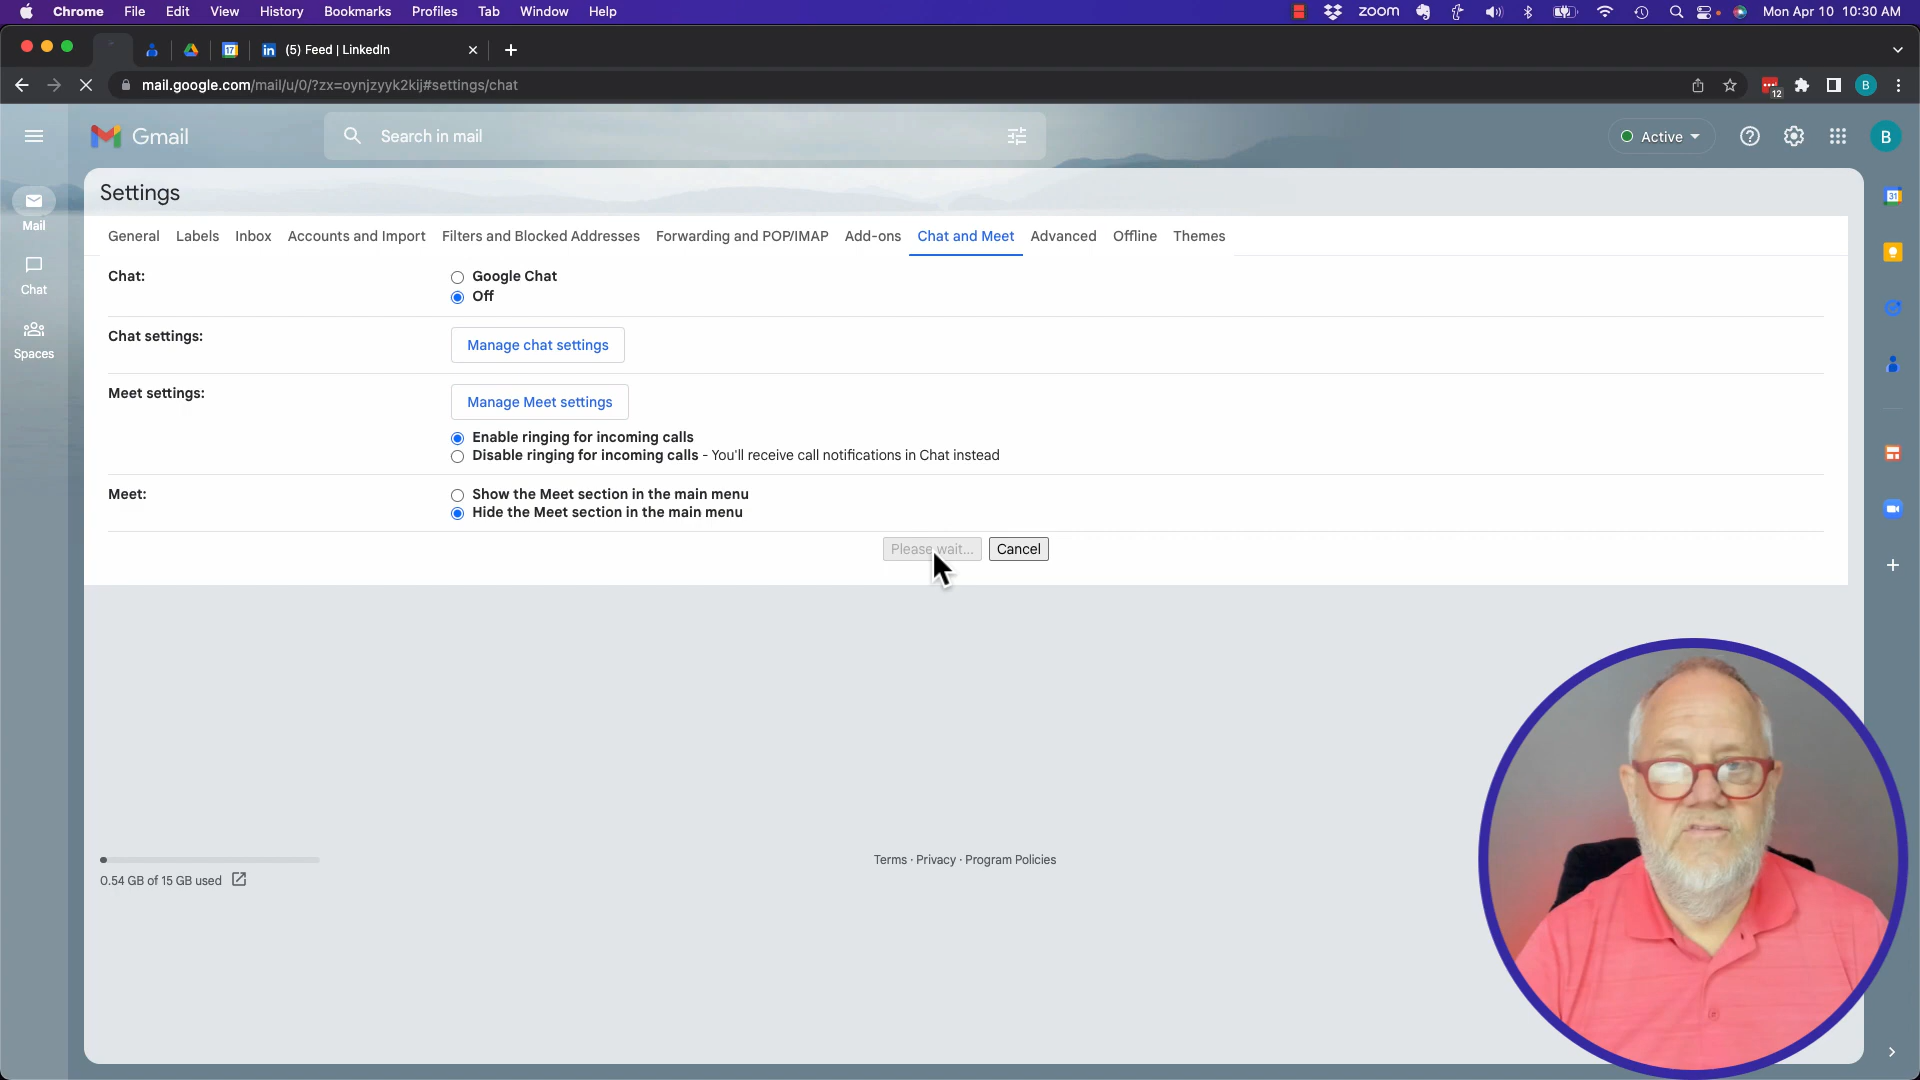 Chrome File Edit View History Bookmarks Profiles Tab Window Help zoom Mon Apr 10 10:30 AM
17 in (5) Feed | LinkedIn
mail.google.com/mail/u/0/?zx=oynjzyyk2kij#settings/chat 12 B
Gmail Search in mail Active B
Settings
31
Mail
General Labels Inbox Accounts and Import Filters and Blocked Addresses Forwarding and POP/IMAP Add-ons Chat and Meet Advanced Offline Themes
Chat: Google Chat
Off
Chat
Chat settings: Manage chat settings
Spaces
Meet settings: Manage Meet settings
Enable ringing for incoming calls
Disable ringing for incoming calls - You'll receive call notifications in Chat instead
Meet: Show the Meet section in the main menu
Hide the Meet section in the main menu
Please wait... Cancel
Terms · Privacy · Program Policies
0.54 GB of 15 GB used